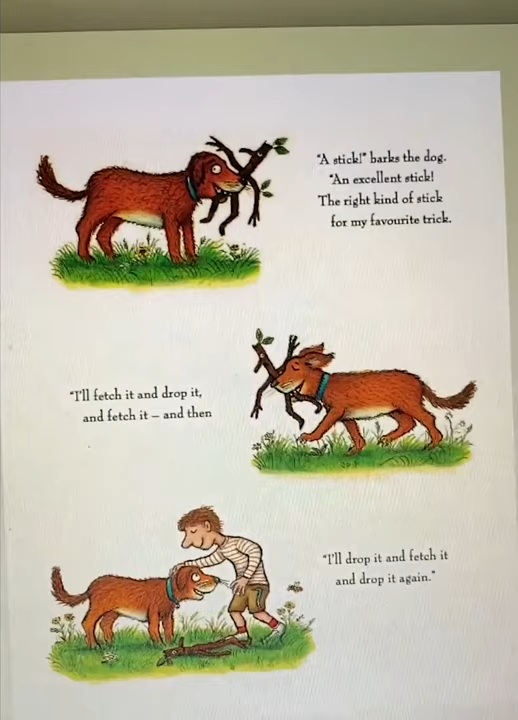 "A stick!" barks the dog.
"An excellent stick!
The right kind of stick
for my favourite trick.
"I'll fetch it and drop it,
and fetch it – and then
"I'll drop it and fetch it
and drop it again."